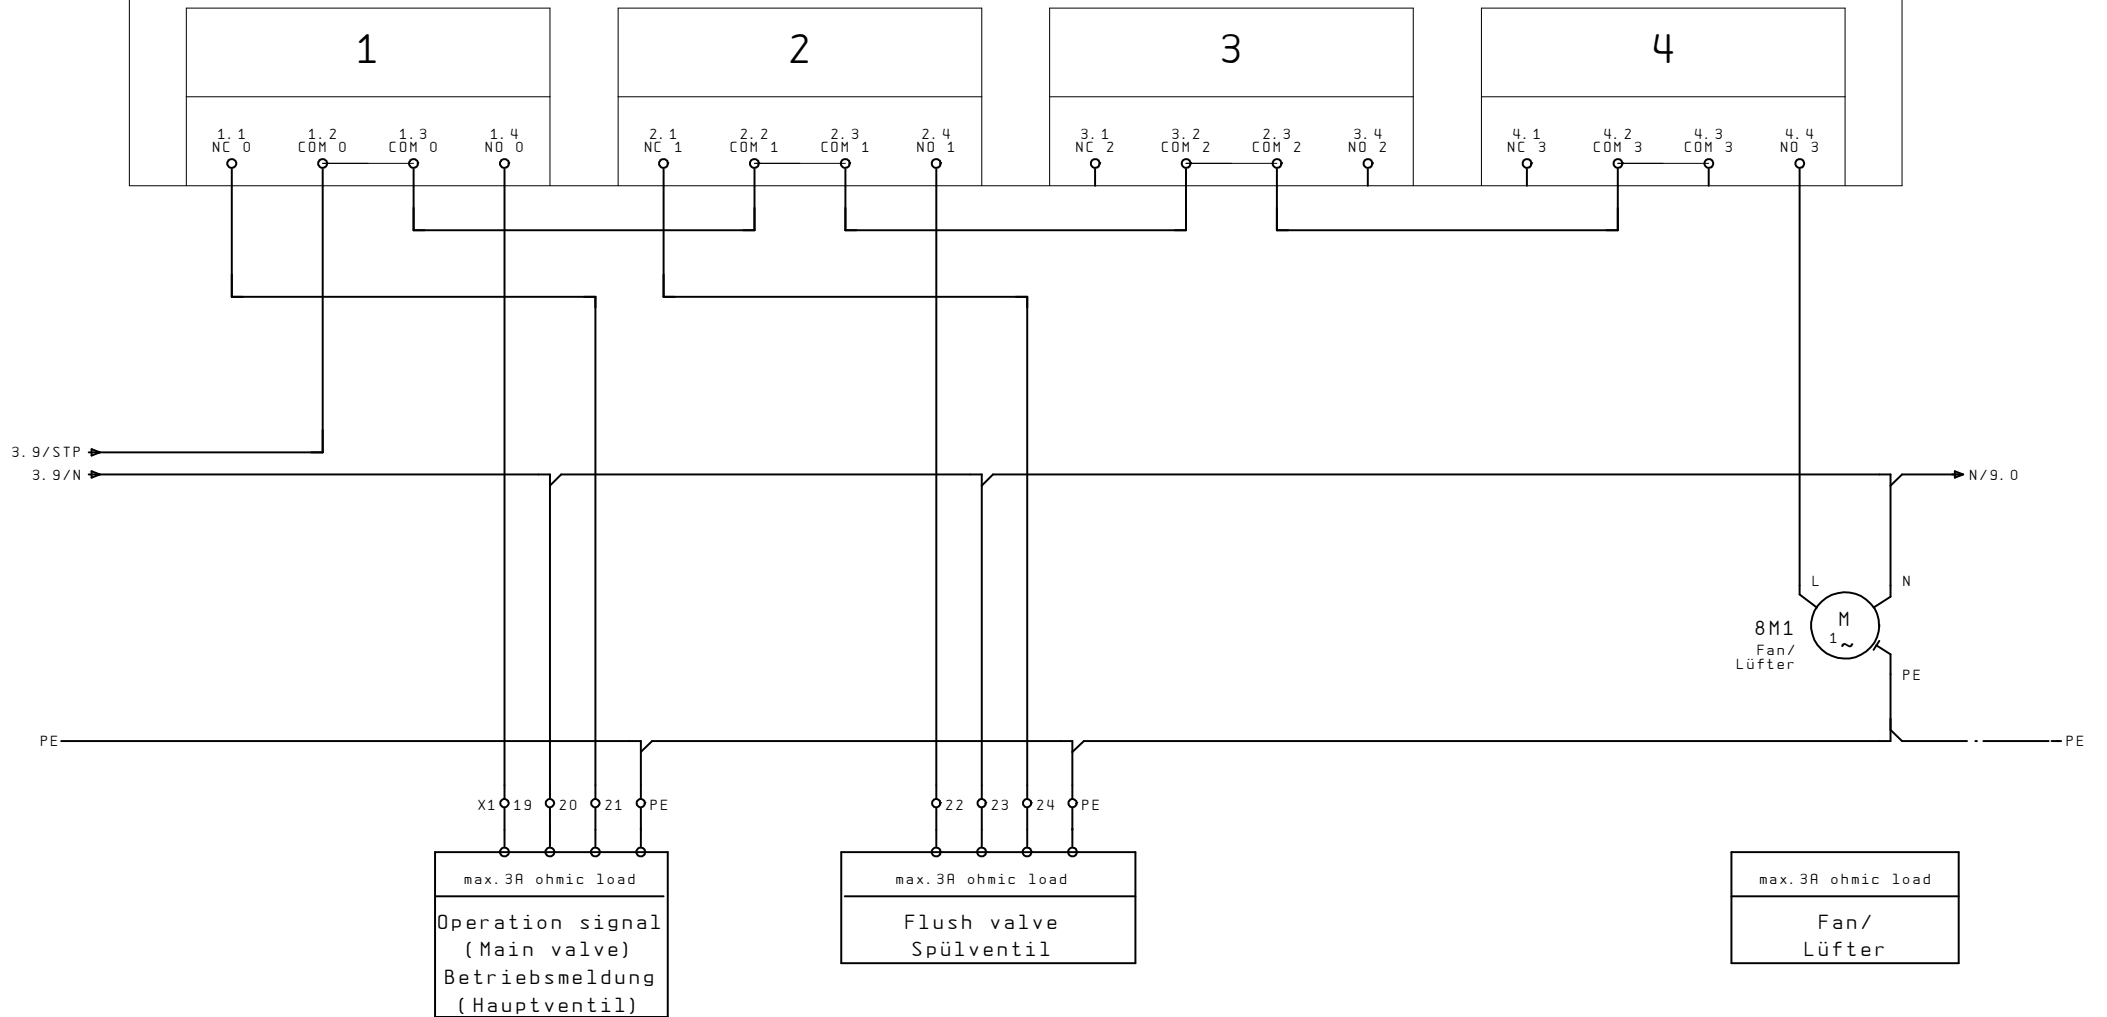 1 2 3 4
1.1 1.2 1.3 1.4 2.1 2.2 2.3 2.4 3.1 3.2 2.3 3.4 4.1 4.2 4.3 4.4
NC 0 COM 0 COM 0 NO 0 NC 1 COM 1 COM 1 NO 1 NC 2 COM 2 COM 2 NO 2 NC 3 COM 3 COM 3 NO 3
3.9/STP
3.9/N N/9.0
L N
M
8M1 1 ~
Fan/
Lüfter
PE
PE PE
X1 19 20 21 PE 22 23 24 PE
max.3A ohmic load
Operation signal
(Main valve)
Betriebsmeldung
(Hauptventil)
max.3A ohmic load
Flush valve
Spülventil
max.3A ohmic load
Fan/
Lüfter